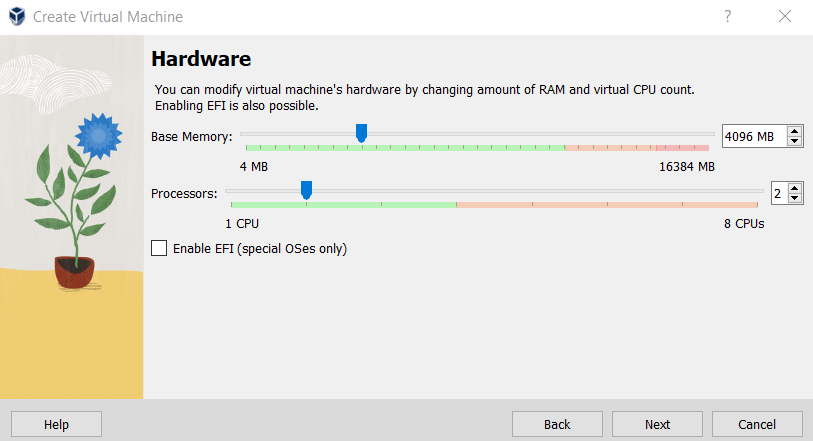 Create Virtual Machine
?
Hardware
You can modify virtual machine's hardware by changing amount of RAM and virtual CPU count.
Enabling EFI is also possible.
Base Memory: 4096 MB
4 MB 16384 MB
Processors: 2
1 CPU 8 CPUs
Enable EFI (special OSes only)
Help Back Next Cancel